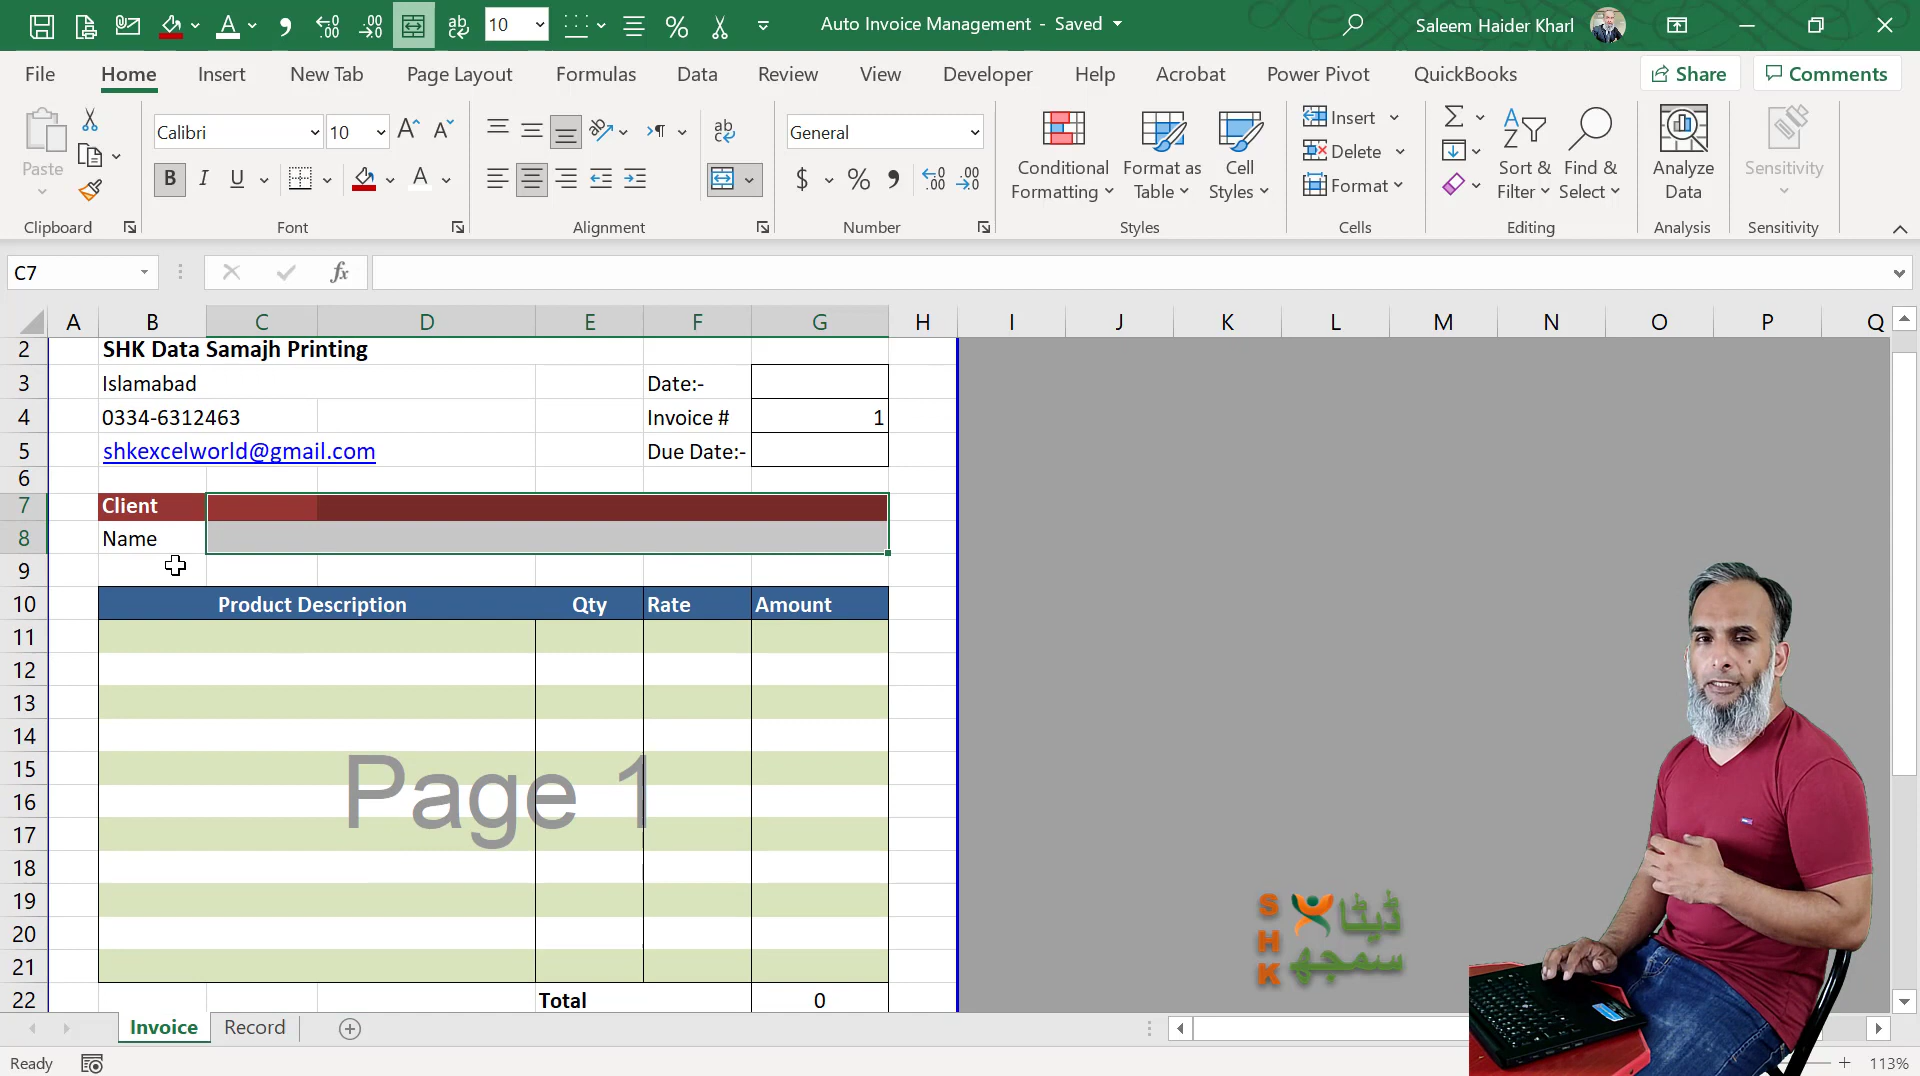 10
Auto Invoice Management - Saved
Saleem Haider Kharl
File Home Insert New Tab Page Layout Formulas Data Review View Developer Help Acrobat Power Pivot QuickBooks Share Comments
Paste
Clipboard
Calibri 10
B I U A
Font
ab
Alignment
General
$ % ,
Number
Conditional Formatting
Format as Table
Cell Styles
Styles
Insert
Delete
Format
Cells
Sort & Filter
Find & Select
Editing
Analyze Data
Analysis
Sensitivity
Sensitivity
C7
fx
A B C D E F G H I J K L M N O P Q
2 SHK Data Samajh Printing
3 Islamabad Date:-
4 0334-6312463 Invoice # 1
5 shkexcelworld@gmail.com Due Date:-
6
7 Client
8 Name
9
10 Product Description Qty Rate Amount
11
12
13
14
15
16
17
18
19
20
21
22 Total 0
Page 1
SHK
ڈیٹا
سمجھ
Invoice Record
Ready
113%